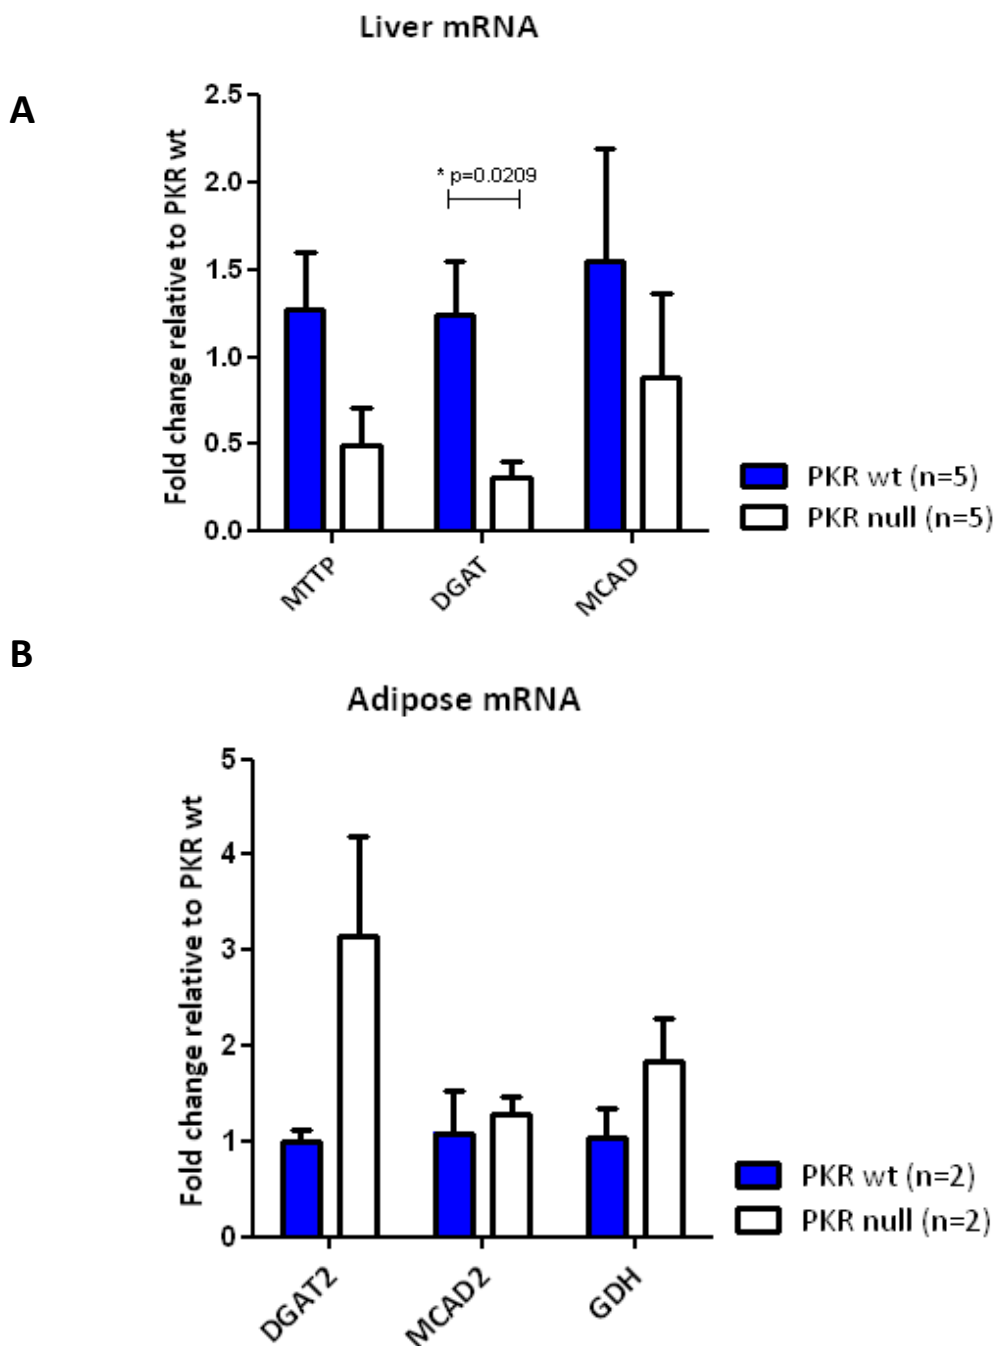 Liver mRNA
A
Fold change relative to PKR wt
2.5
2.0
1.5
1.0
0.5
0.0
* p=0.0209
MTTP
DGAT
MCAD
PKR wt (n=5)
PKR null (n=5)
B
Adipose mRNA
Fold change relative to PKR wt
5
4
3
2
1
0
DGAT2
MCAD2
GDH
PKR wt (n=2)
PKR null (n=2)